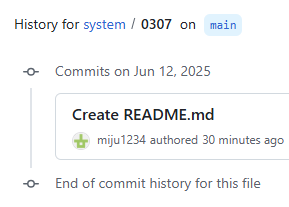 History for system / 0307 on main
Commits on Jun 12, 2025
Create README.md
miju1234 authored 30 minutes ago
End of commit history for this file